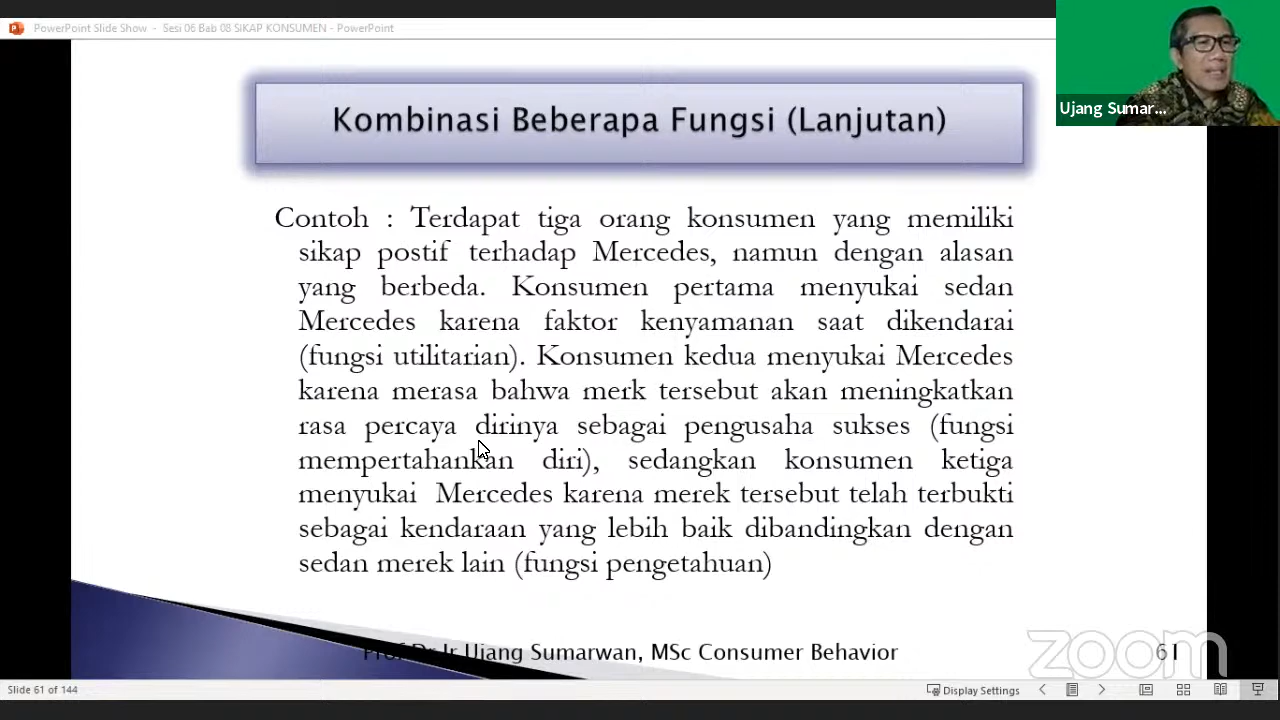 PowerPoint Slide Show - Sesi 06 Bab 08 SIKAP KONSUMEN - PowerPoint
Ujang Sumar...
Kombinasi Beberapa Fungsi (Lanjutan)
Contoh : Terdapat tiga orang konsumen yang memiliki
sikap postif terhadap Mercedes, namun dengan alasan
yang berbeda. Konsumen pertama menyukai sedan
Mercedes karena faktor kenyamanan saat dikendarai
(fungsi utilitarian). Konsumen kedua menyukai Mercedes
karena merasa bahwa merk tersebut akan meningkatkan
rasa percaya dirinya sebagai pengusaha sukses (fungsi
mempertahankan diri), sedangkan konsumen ketiga
menyukai Mercedes karena merek tersebut telah terbukti
sebagai kendaraan yang lebih baik dibandingkan dengan
sedan merek lain (fungsi pengetahuan)
Prof Dr Ir Ujang Sumarwan, MSc Consumer Behavior
61
zoom
Slide 61 of 144
Display Settings